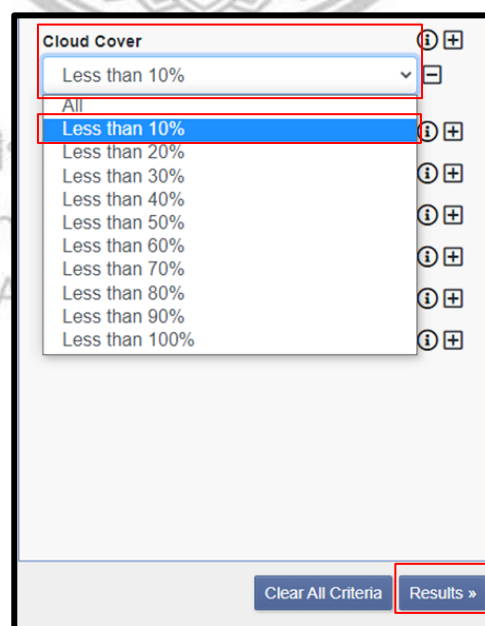 Cloud Cover
Less than 10%
All
Less than 10%
Less than 20%
Less than 30%
Less than 40%
Less than 50%
Less than 60%
Less than 70%
Less than 80%
Less than 90%
Less than 100%
Clear All Criteria
Results »